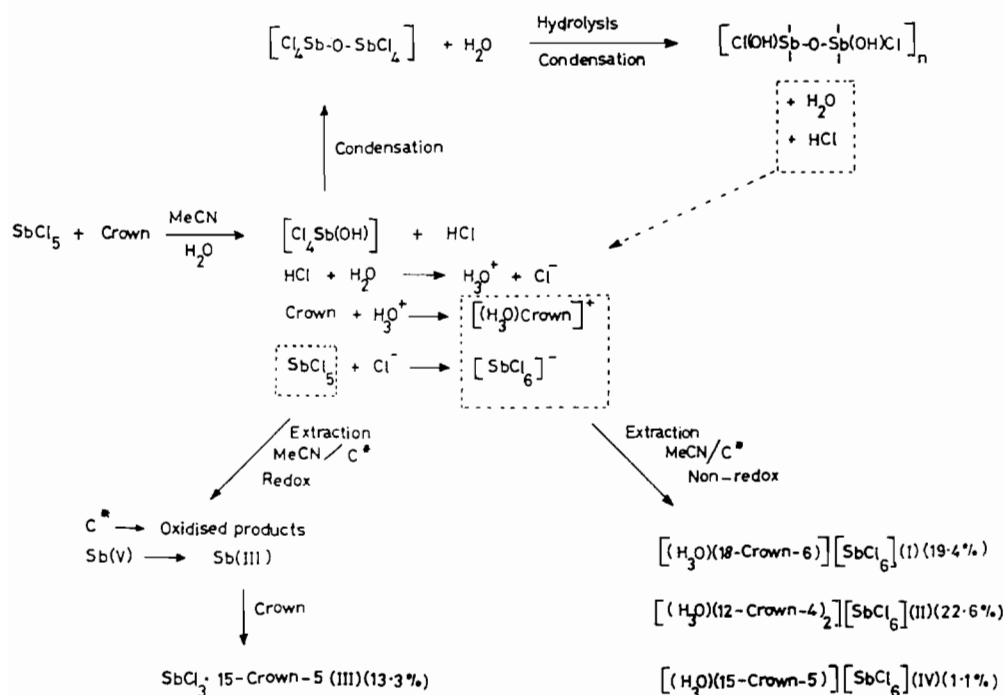 [Cl₄Sb-O-SbCl₄] + H₂O
Hydrolysis
Condensation
[Cl(OH)Sb-O-Sb(OH)Cl]ₙ
+ H₂O
+ HCl
Condensation
SbCl₅ + Crown
MeCN
H₂O
[Cl₄Sb(OH)] + HCl
HCl + H₂O → H₃O⁺ + Cl⁻
Crown + H₃O⁺ → [(H₃O)Crown]⁺
SbCl₅ + Cl⁻ → [SbCl₆]⁻
Extraction
MeCN/C*
Redox
Extraction
MeCN/C*
Non-redox
C* → Oxidised products
Sb(V) → Sb(III)
Crown
SbCl₃· 15-Crown-5 (III)(13·3%)
[(H₃O)(18-Crown-6)][SbCl₆](I)(19·4%)
[(H₃O)(12-Crown-4)₂][SbCl₆](II)(22·6%)
[(H₃O)(15-Crown-5)][SbCl₆](IV)(1·1%)